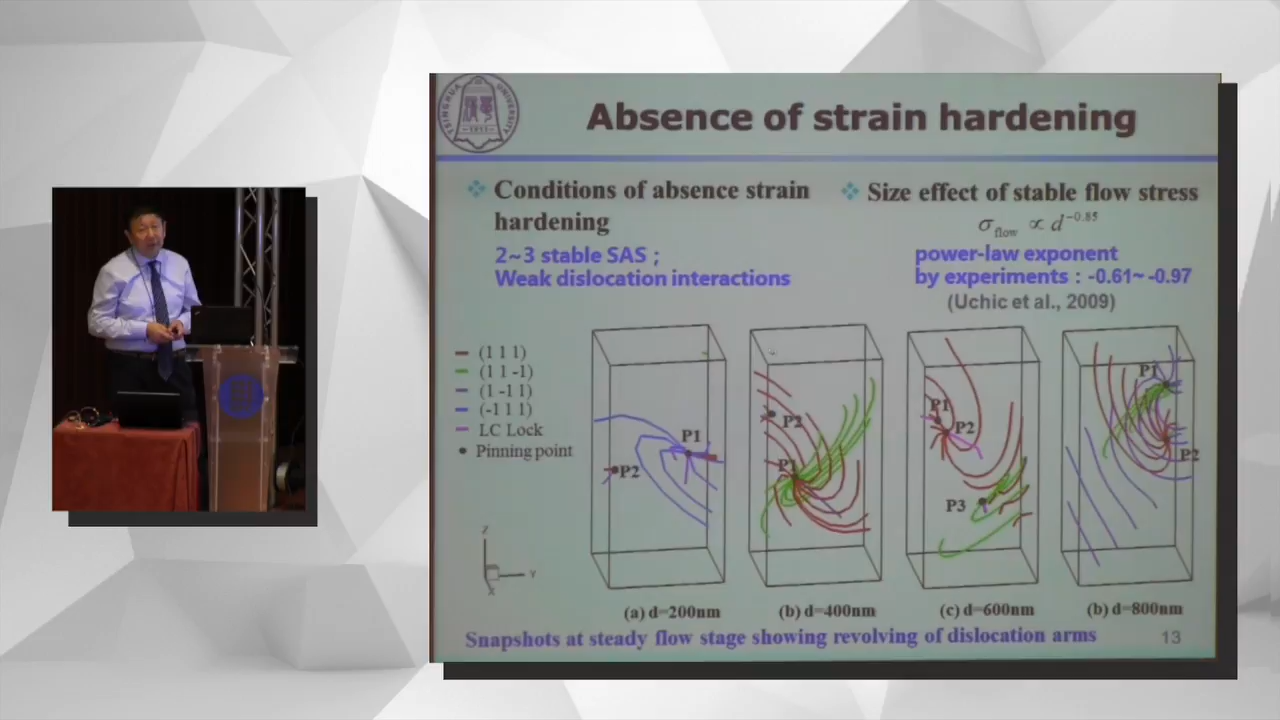 TSINGHUA UNIVERSITY
-1911-
Absence of strain hardening
Conditions of absence strain
hardening
2~3 stable SAS ;
Weak dislocation interactions
Size effect of stable flow stress
σ flow ∝ d^-0.85
power-law exponent
by experiments : -0.61~ -0.97
(Uchic et al., 2009)
(1 1 1)
(1 1 -1)
(1 -1 1)
(-1 1 1)
LC Lock
Pinning point
P1
P2
P2
P1
P1
P2
P3
P1
P2
Z
Y
X
(a) d=200nm
(b) d=400nm
(c) d=600nm
(b) d=800nm
Snapshots at steady flow stage showing revolving of dislocation arms
13